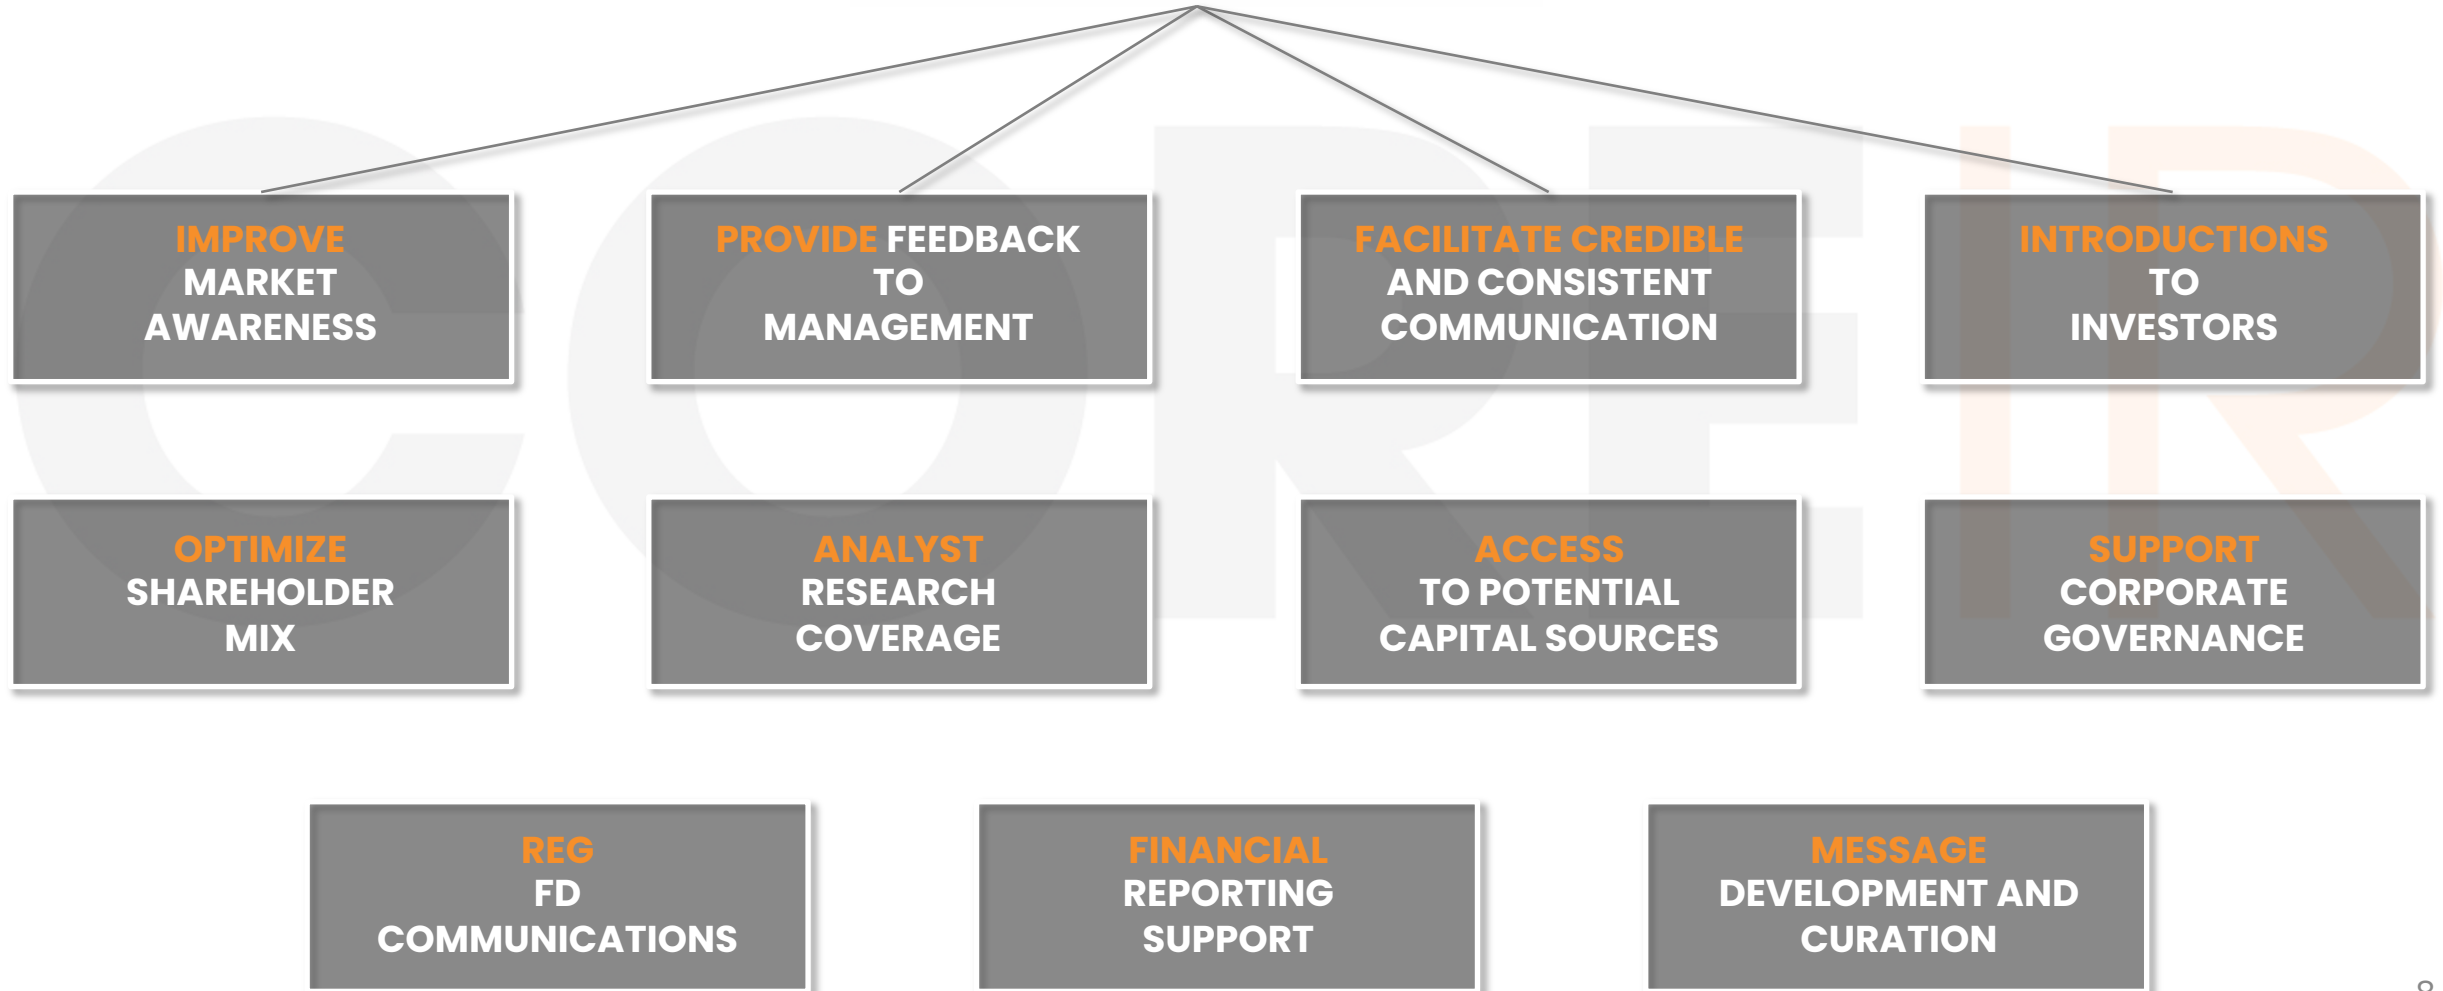 IMPROVE
MARKET
AWARENESS
PROVIDE FEEDBACK
TO
MANAGEMENT
FACILITATE CREDIBLE
AND CONSISTENT
COMMUNICATION
INTRODUCTIONS
TO
INVESTORS
OPTIMIZE
SHAREHOLDER
MIX
ANALYST
RESEARCH
COVERAGE
ACCESS
TO POTENTIAL
CAPITAL SOURCES
SUPPORT
CORPORATE
GOVERNANCE
REG
FD
COMMUNICATIONS
FINANCIAL
REPORTING
SUPPORT
MESSAGE
DEVELOPMENT AND
CURATION
CORE IR